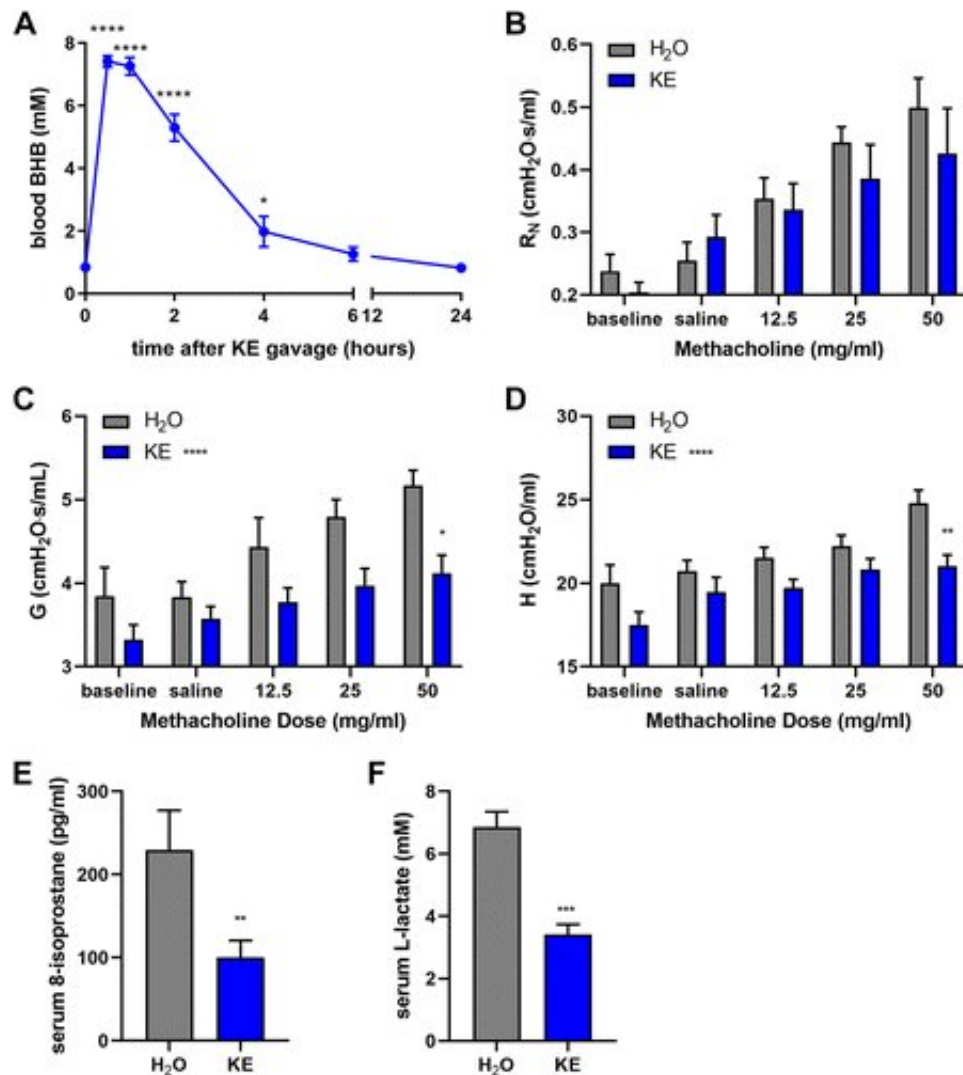 A
****
****
****
*
8
6
4
2
0
blood BHB (mM)
0 2 4 6 12 24
time after KE gavage (hours)
B
H₂O
KE
0.6
0.5
0.4
0.3
0.2
R_N (cmH₂O·s/ml)
baseline saline 12.5 25 50
Methacholine (mg/ml)
C
H₂O
KE ****
6
5
4
3
*
G (cmH₂O·s/mL)
baseline saline 12.5 25 50
Methacholine Dose (mg/ml)
D
H₂O
KE ****
30
25
20
15
**
H (cmH₂O/ml)
baseline saline 12.5 25 50
Methacholine Dose (mg/ml)
E
300
200
100
0
**
serum 8-isoprostane (pg/ml)
H₂O KE
F
8
6
4
2
0
***
serum L-lactate (mM)
H₂O KE